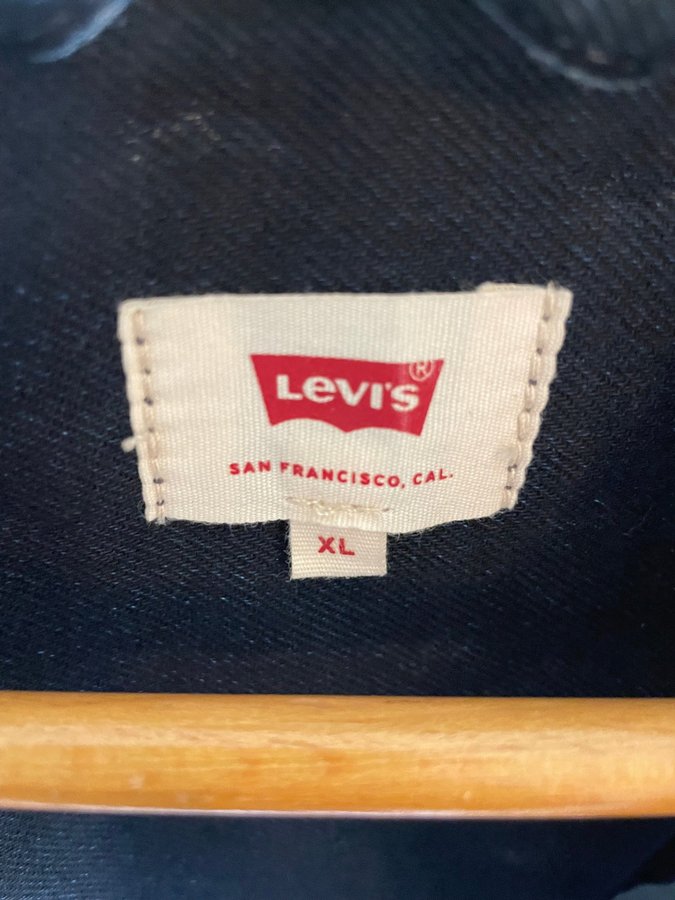 LEVI'S®
SAN FRANCISCO, CAL.
XL